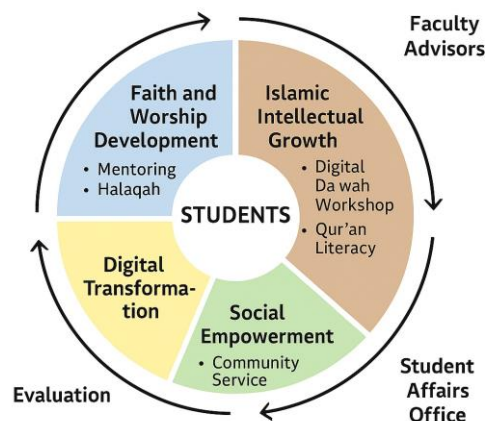 Faculty
Advisors
Faith and
Worship
Development
• Mentoring
• Halaqah
Islamic
Intellectual
Growth
• Digital
Da wah
Workshop
• Qur'an
Literacy
STUDENTS
Digital
Transforma-
tion
Social
Empowerment
• Community
Service
Evaluation
Student
Affairs
Office